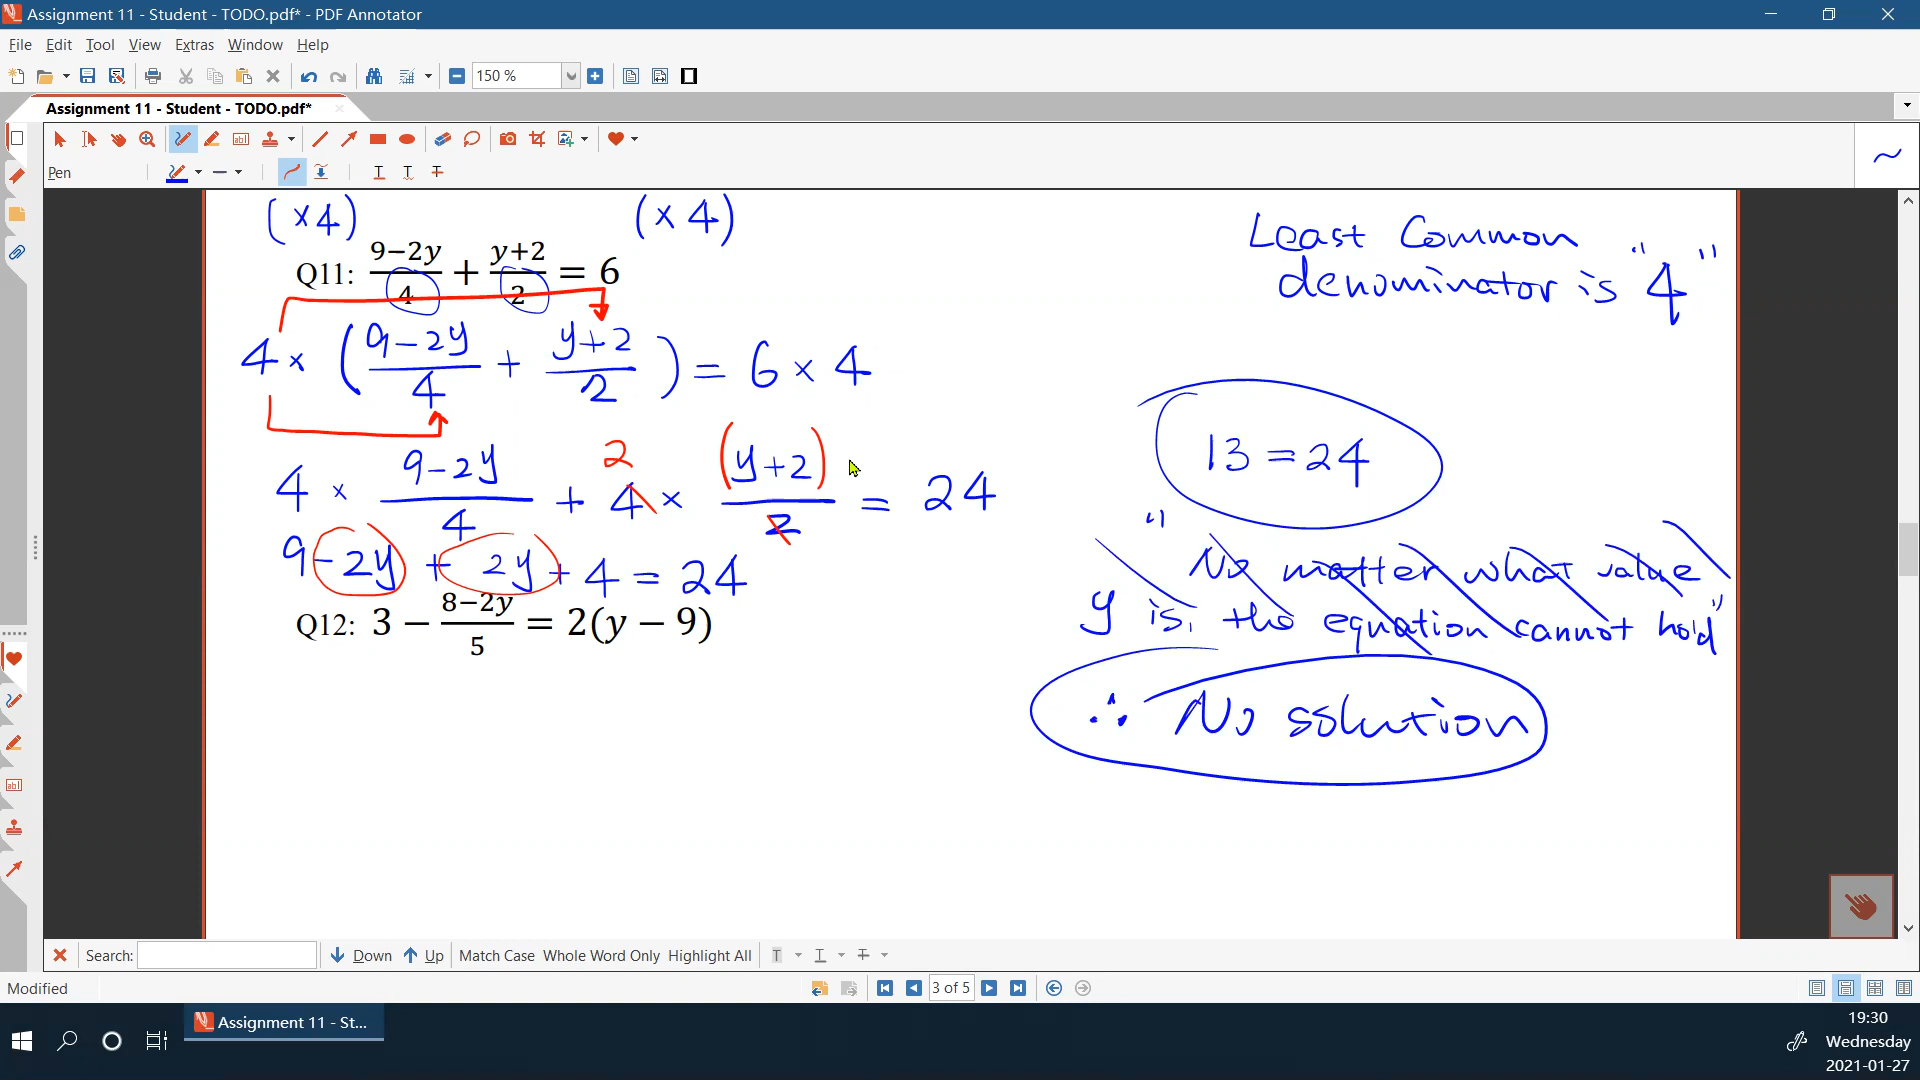 Assignment 11 - Student - TODO.pdf* - PDF Annotator
File Edit Tool View Extras Window Help
150 %
Assignment 11 - Student - TODO.pdf*
Pen
(×4) (×4)
Q11: (9−2y)/4 + (y+2)/2 = 6
Least Common
denominator is "4"
4 × ( (9−2y)/4 + (y+2)/2 ) = 6 × 4
2
4 × (9−2y)/4 + 4 × (y+2)/2 = 24
13 = 24
9 − 2y + 2y + 4 = 24
" No matter what value
y is, the equation cannot hold"
Q12: 3 − (8−2y)/5 = 2(y − 9)
∴ No solution
Search: Down Up Match Case Whole Word Only Highlight All
Modified
3 of 5
Assignment 11 - St...
19:30
Wednesday
2021-01-27